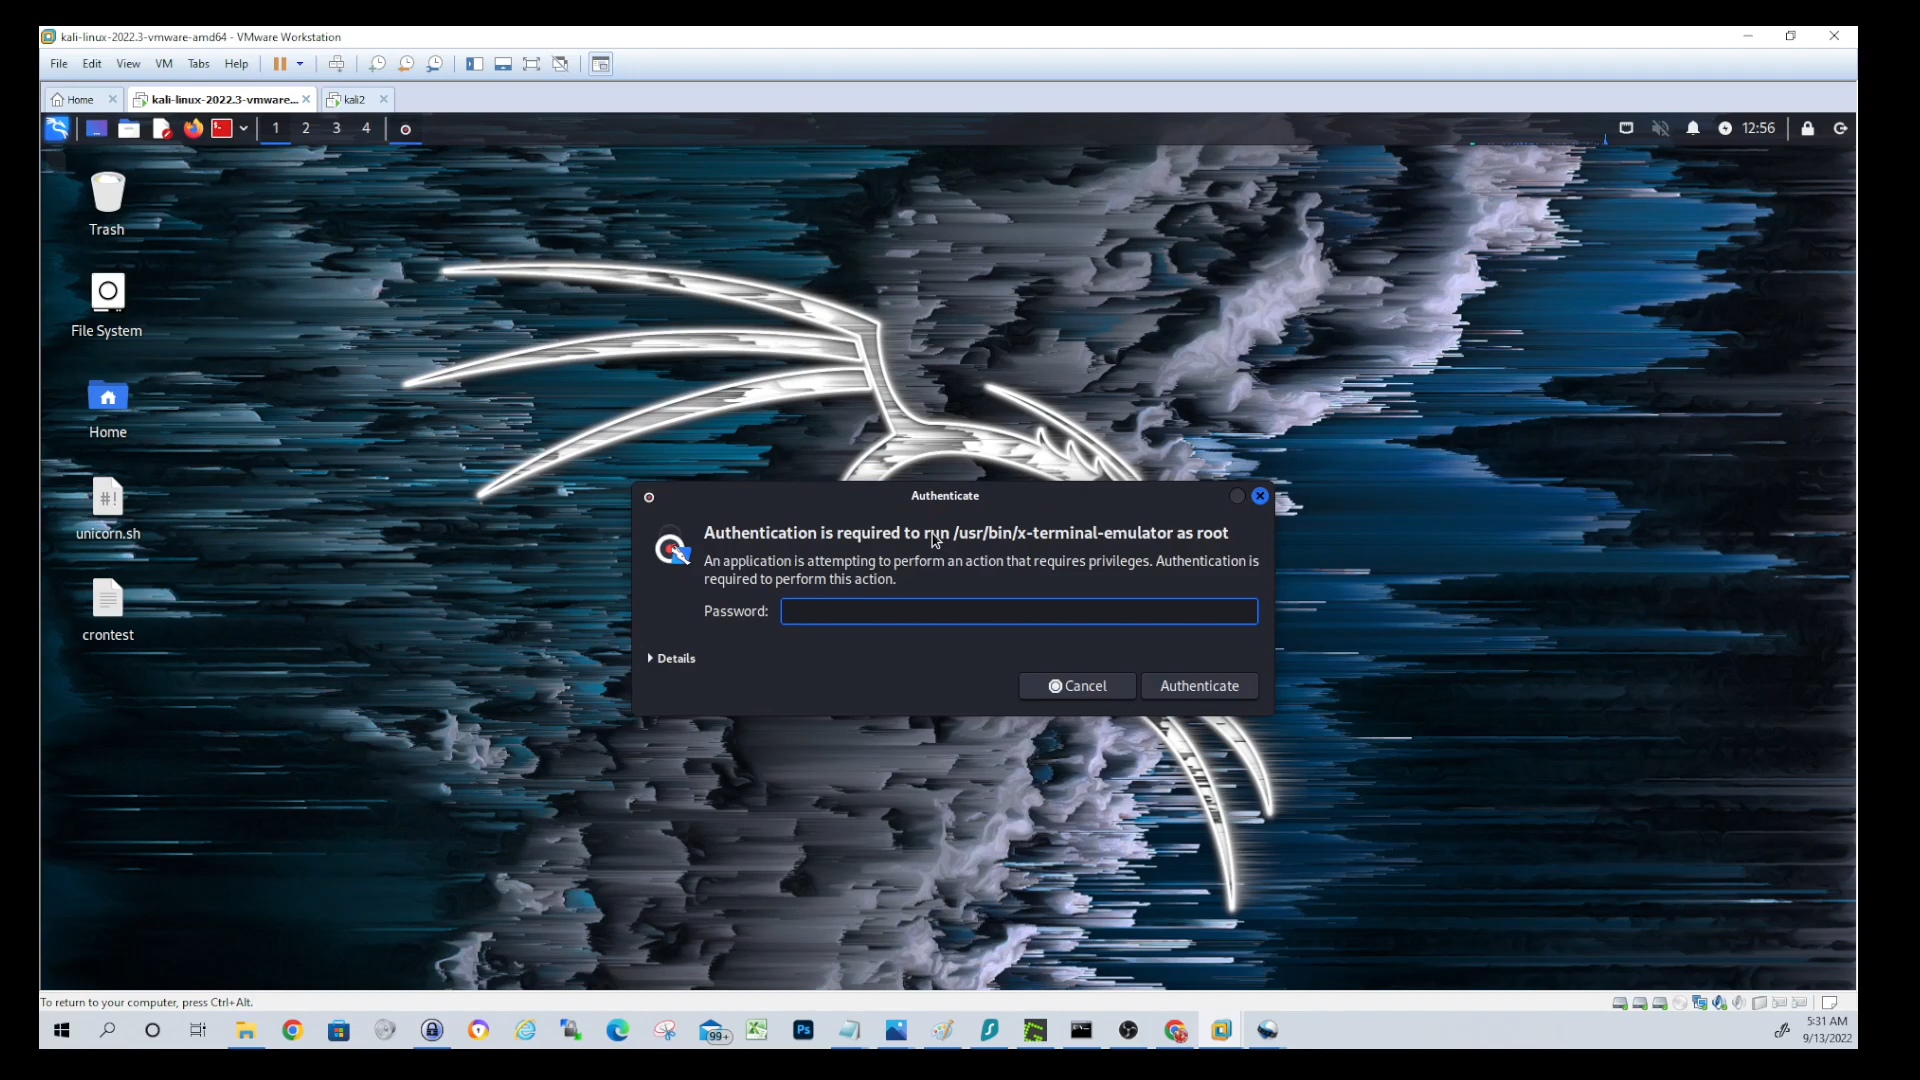 kali-linux-2022.3-vmware-amd64 - VMware Workstation
File Edit View VM Tabs Help
Home kali-linux-2022.3-vmware... kali2
1 2 3 4 12:56
Trash
File System
Home
#!
unicorn.sh
crontest
Authenticate
Authentication is required to run /usr/bin/x-terminal-emulator as root
An application is attempting to perform an action that requires privileges. Authentication is
required to perform this action.
Password:
Details
Cancel Authenticate
To return to your computer, press Ctrl+Alt.
99+ Ps
5:31 AM
9/13/2022